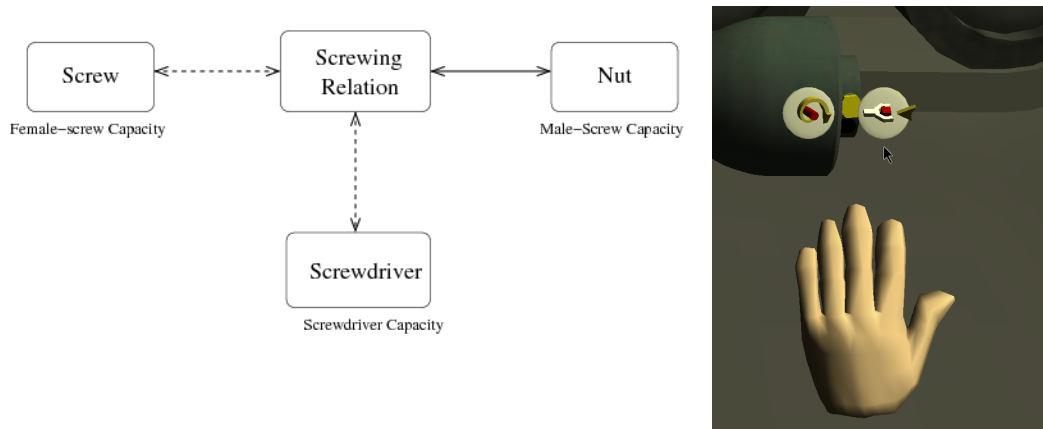 Screw
Female-screw Capacity
Screwing
Relation
Nut
Male-Screw Capacity
Screwdriver
Screwdriver Capacity